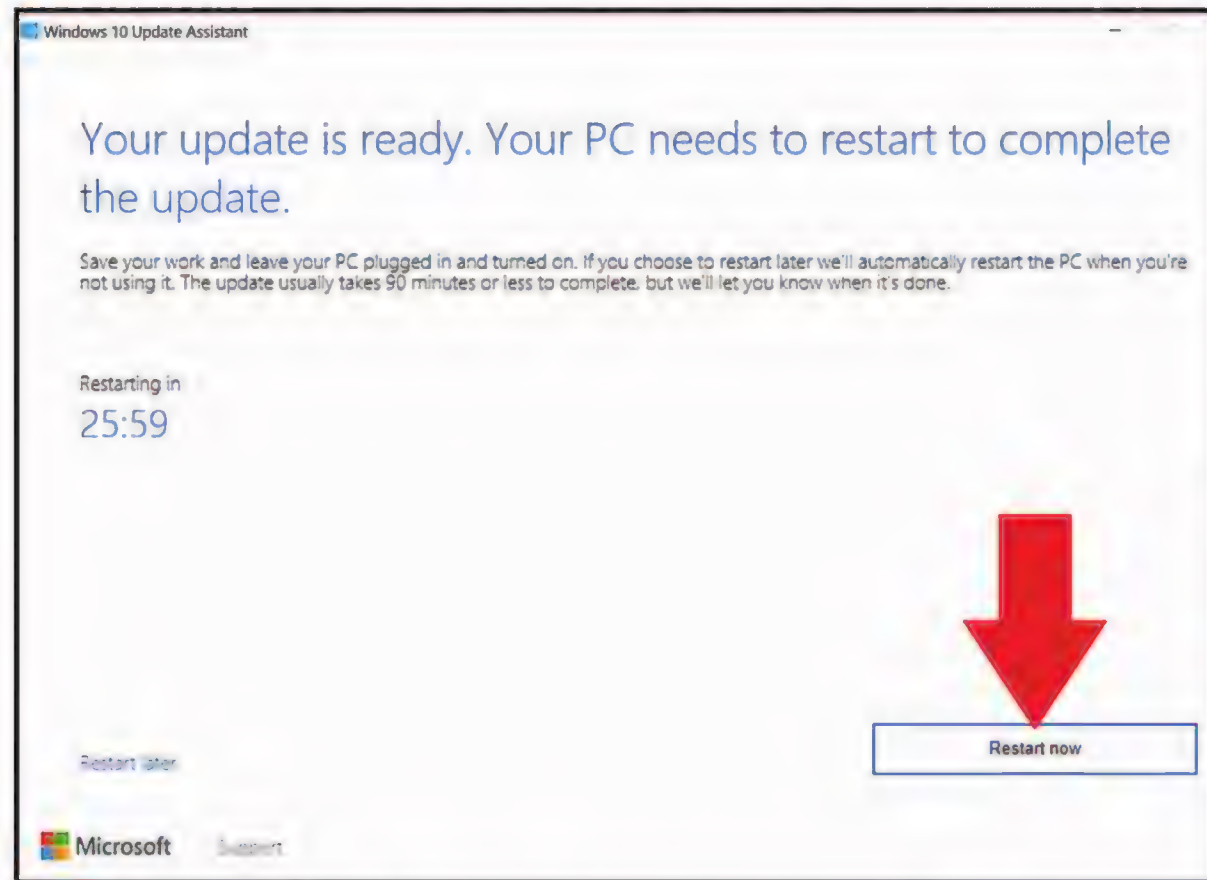 Windows 10 Update Assistant
Your update is ready. Your PC needs to restart to complete
the update.
Save your work and leave your PC plugged in and turned on. If you choose to restart later we'll automatically restart the PC when you're
not using it. The update usually takes 90 minutes or less to complete, but we'll let you know when it's done.
Restarting in
25:59
Restart now
Restart later
Microsoft
Support